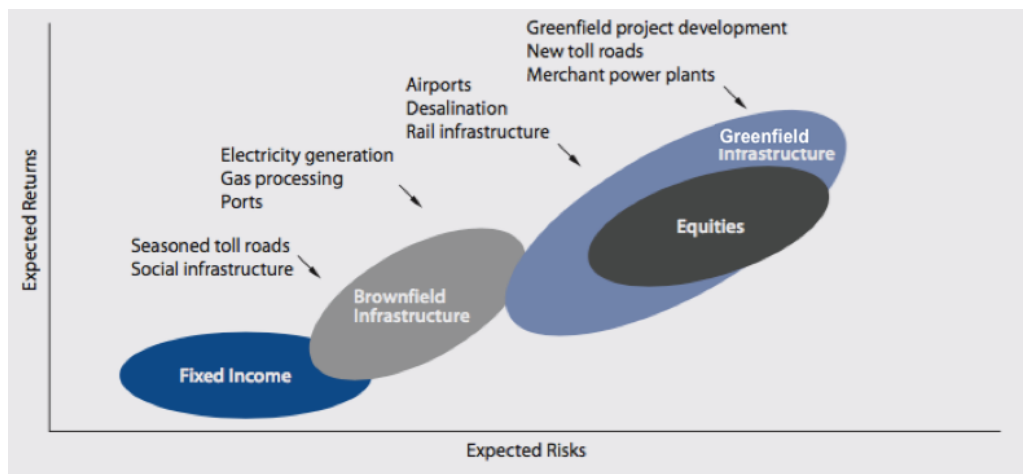 Greenfield project development
New toll roads
Merchant power plants
Airports
Desalination
Rail infrastructure
Electricity generation
Gas processing
Ports
Seasoned toll roads
Social infrastructure
Greenfield
Infrastructure
Equities
Brownfield
Infrastructure
Fixed Income
Expected Returns
Expected Risks